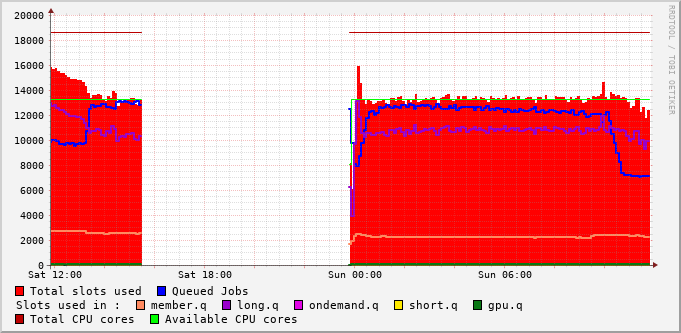 20000
18000
16000
14000
12000
10000
8000
6000
4000
2000
0
Sat 12:00 Sat 18:00 Sun 00:00 Sun 06:00
Total slots used Queued Jobs
Slots used in : member.q long.q ondemand.q short.q gpu.q
Total CPU cores Available CPU cores
RRDTOOL / TOBI OETIKER